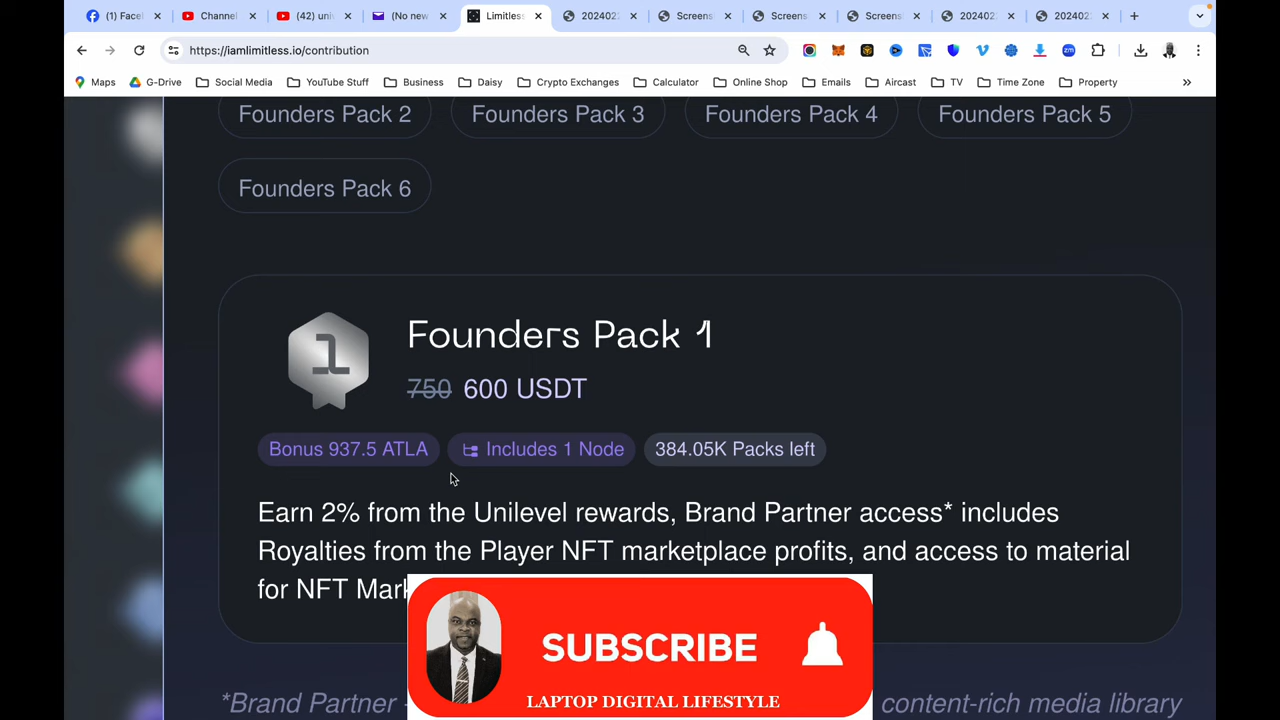 (1) Facel
Channel
(42) uni
(No new
Limitless
2024022
Screens
Screens
Screens
202402
202402
https://iamlimitless.io/contribution
Maps G-Drive Social Media YouTube Stuff Business Daisy Crypto Exchanges Calculator Online Shop Emails Aircast TV Time Zone Property
Founders Pack 2 Founders Pack 3 Founders Pack 4 Founders Pack 5
Founders Pack 6
1
Founders Pack 1
750 600 USDT
Bonus 937.5 ATLA Includes 1 Node 384.05K Packs left
Earn 2% from the Unilevel rewards, Brand Partner access* includes
Royalties from the Player NFT marketplace profits, and access to material
for NFT Mark
SUBSCRIBE
LAPTOP DIGITAL LIFESTYLE
*Brand Partner content-rich media library